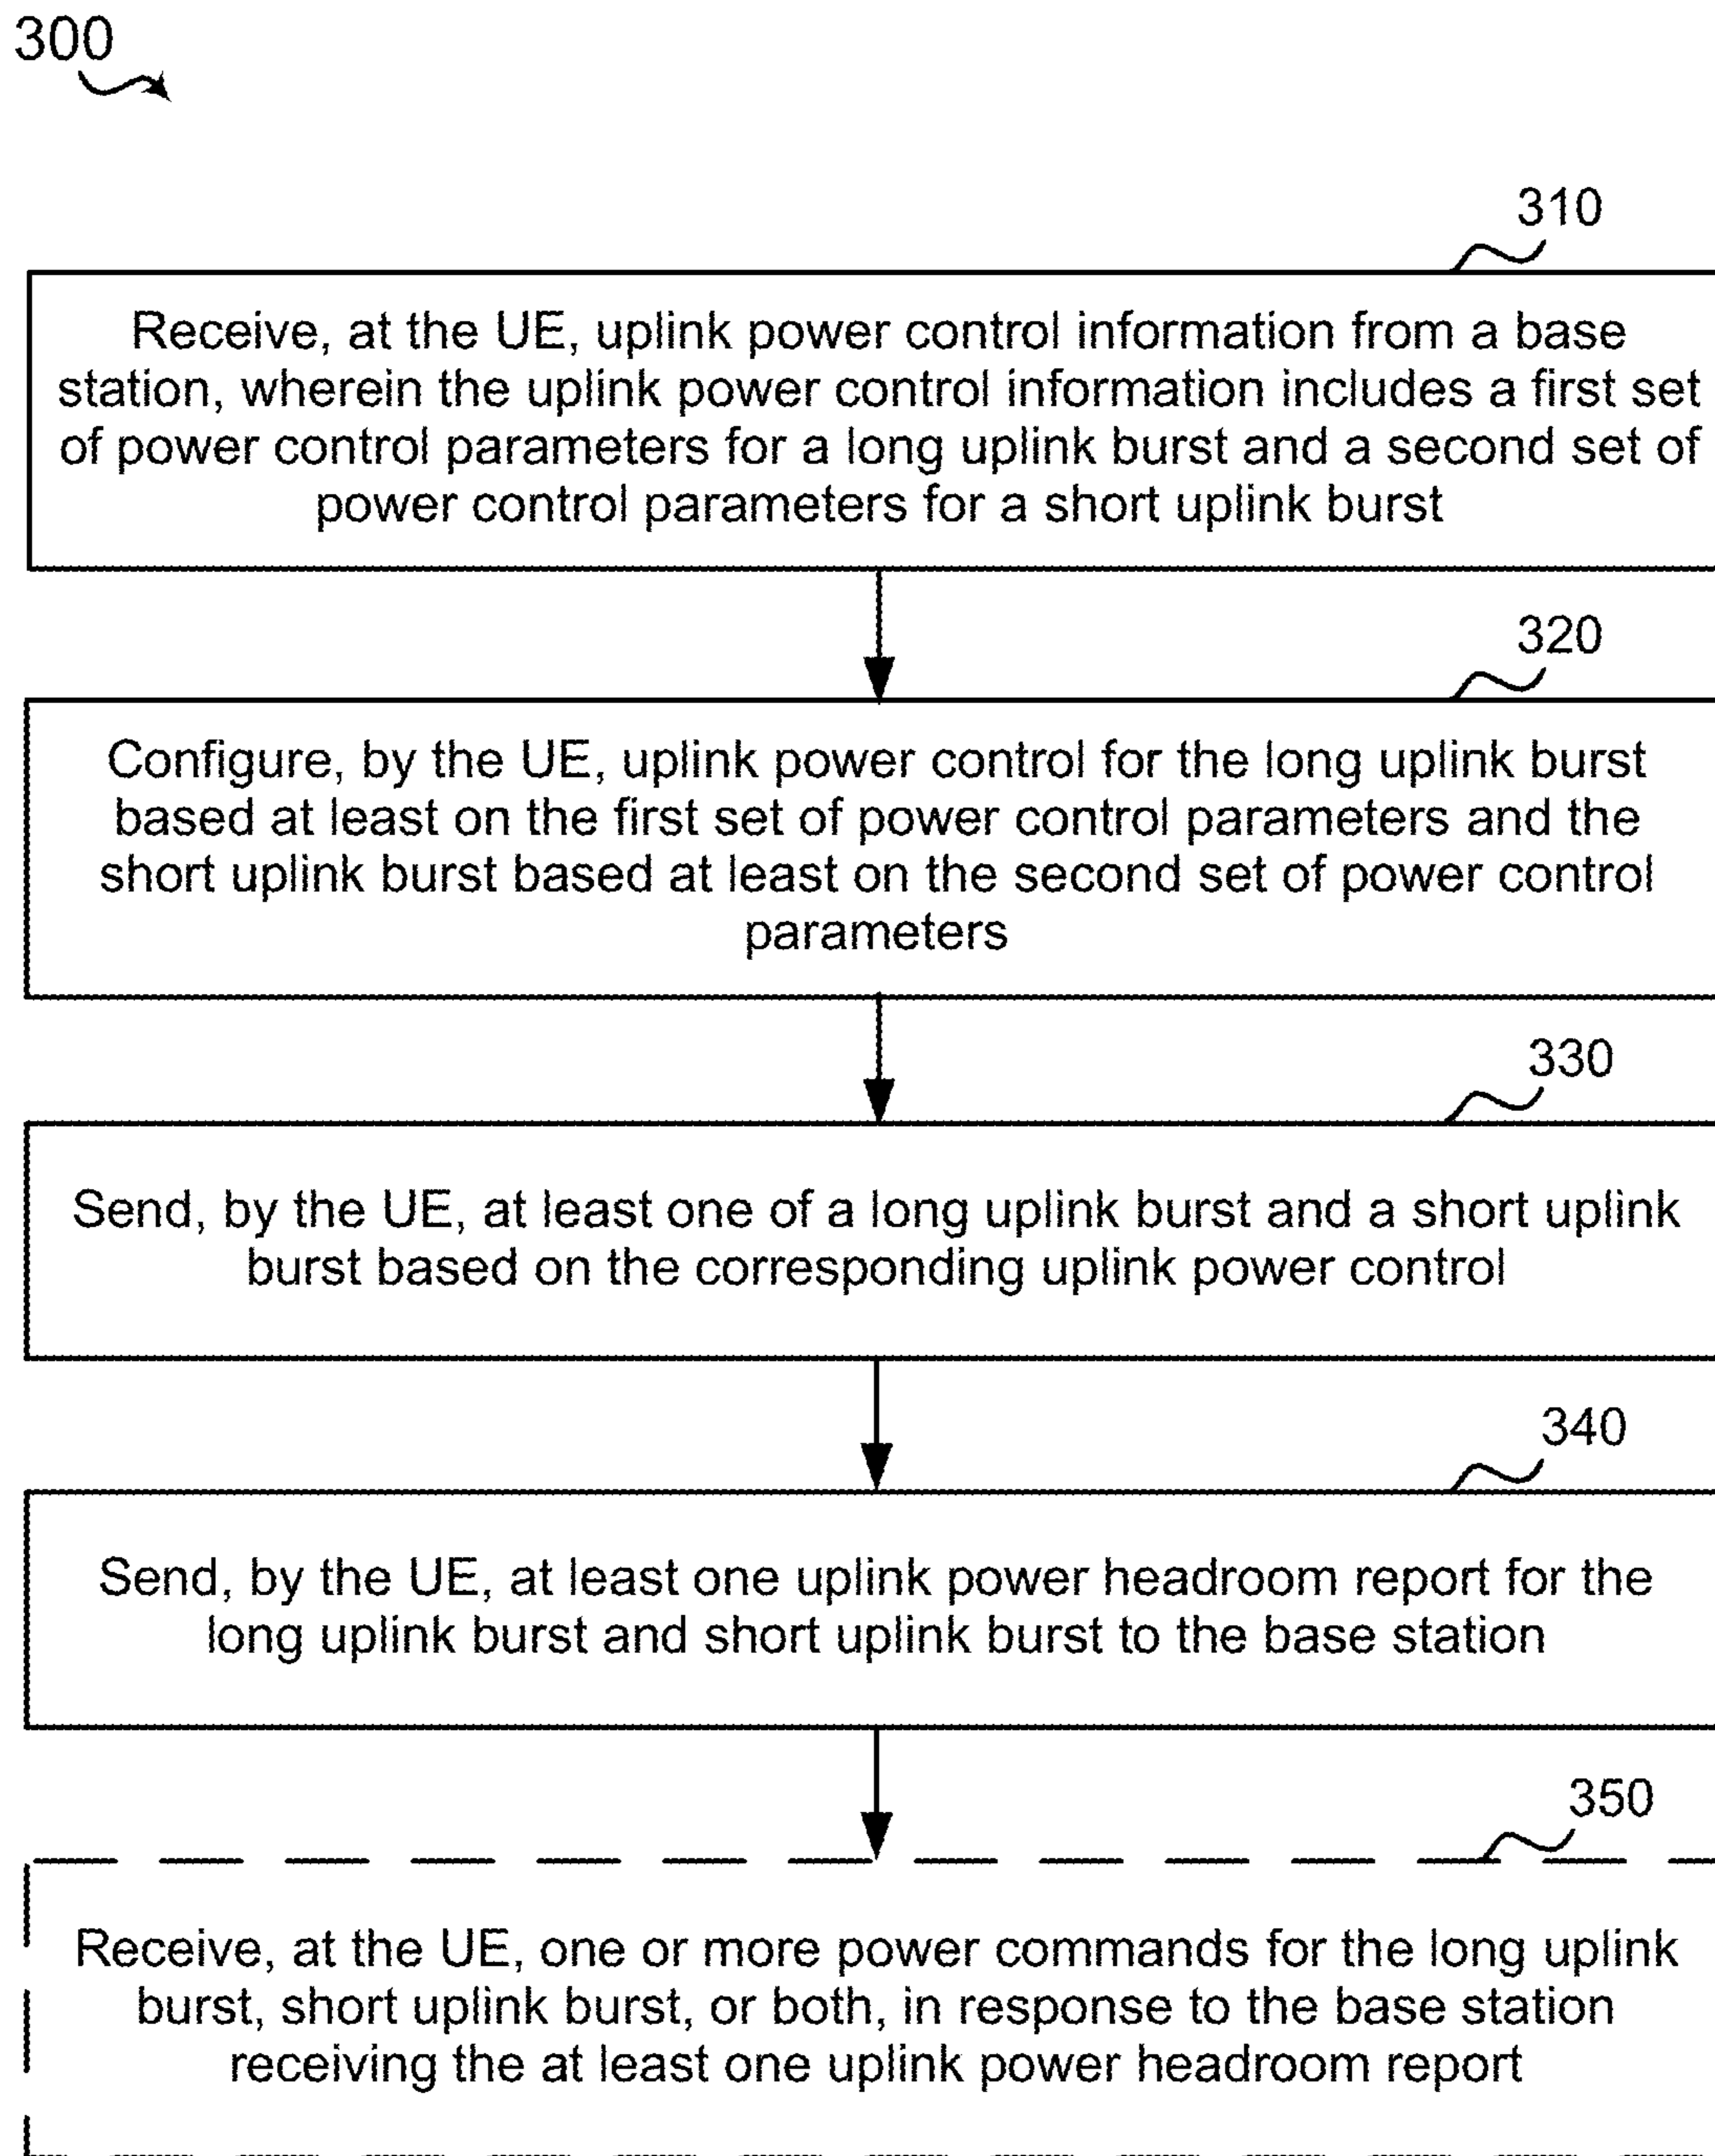 300
310
Receive, at the UE, uplink power control information from a base
station, wherein the uplink power control information includes a first set
of power control parameters for a long uplink burst and a second set of
power control parameters for a short uplink burst
320
Configure, by the UE, uplink power control for the long uplink burst
based at least on the first set of power control parameters and the
short uplink burst based at least on the second set of power control
parameters
330
Send, by the UE, at least one of a long uplink burst and a short uplink
burst based on the corresponding uplink power control
340
Send, by the UE, at least one uplink power headroom report for the
long uplink burst and short uplink burst to the base station
350
Receive, at the UE, one or more power commands for the long uplink
burst, short uplink burst, or both, in response to the base station
receiving the at least one uplink power headroom report